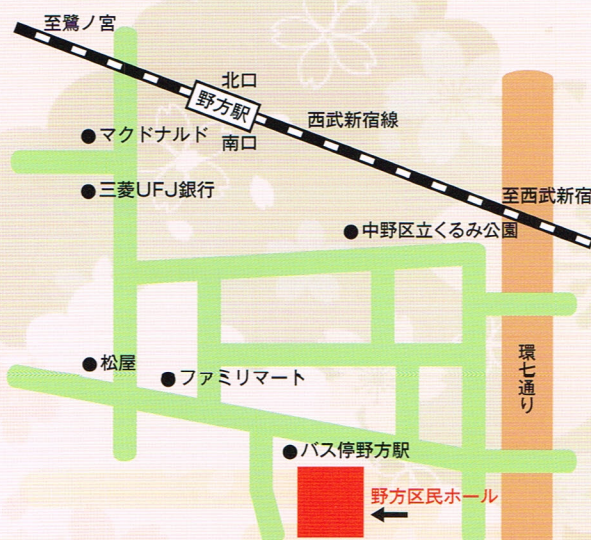 至鷺ノ宮
北口
野方駅
西武新宿線
●マクドナルド
南口
●三菱UFJ銀行
至西武新宿
●中野区立くるみ公園
環七通り
●松屋
●ファミリマート
●バス停野方駅
野方区民ホール